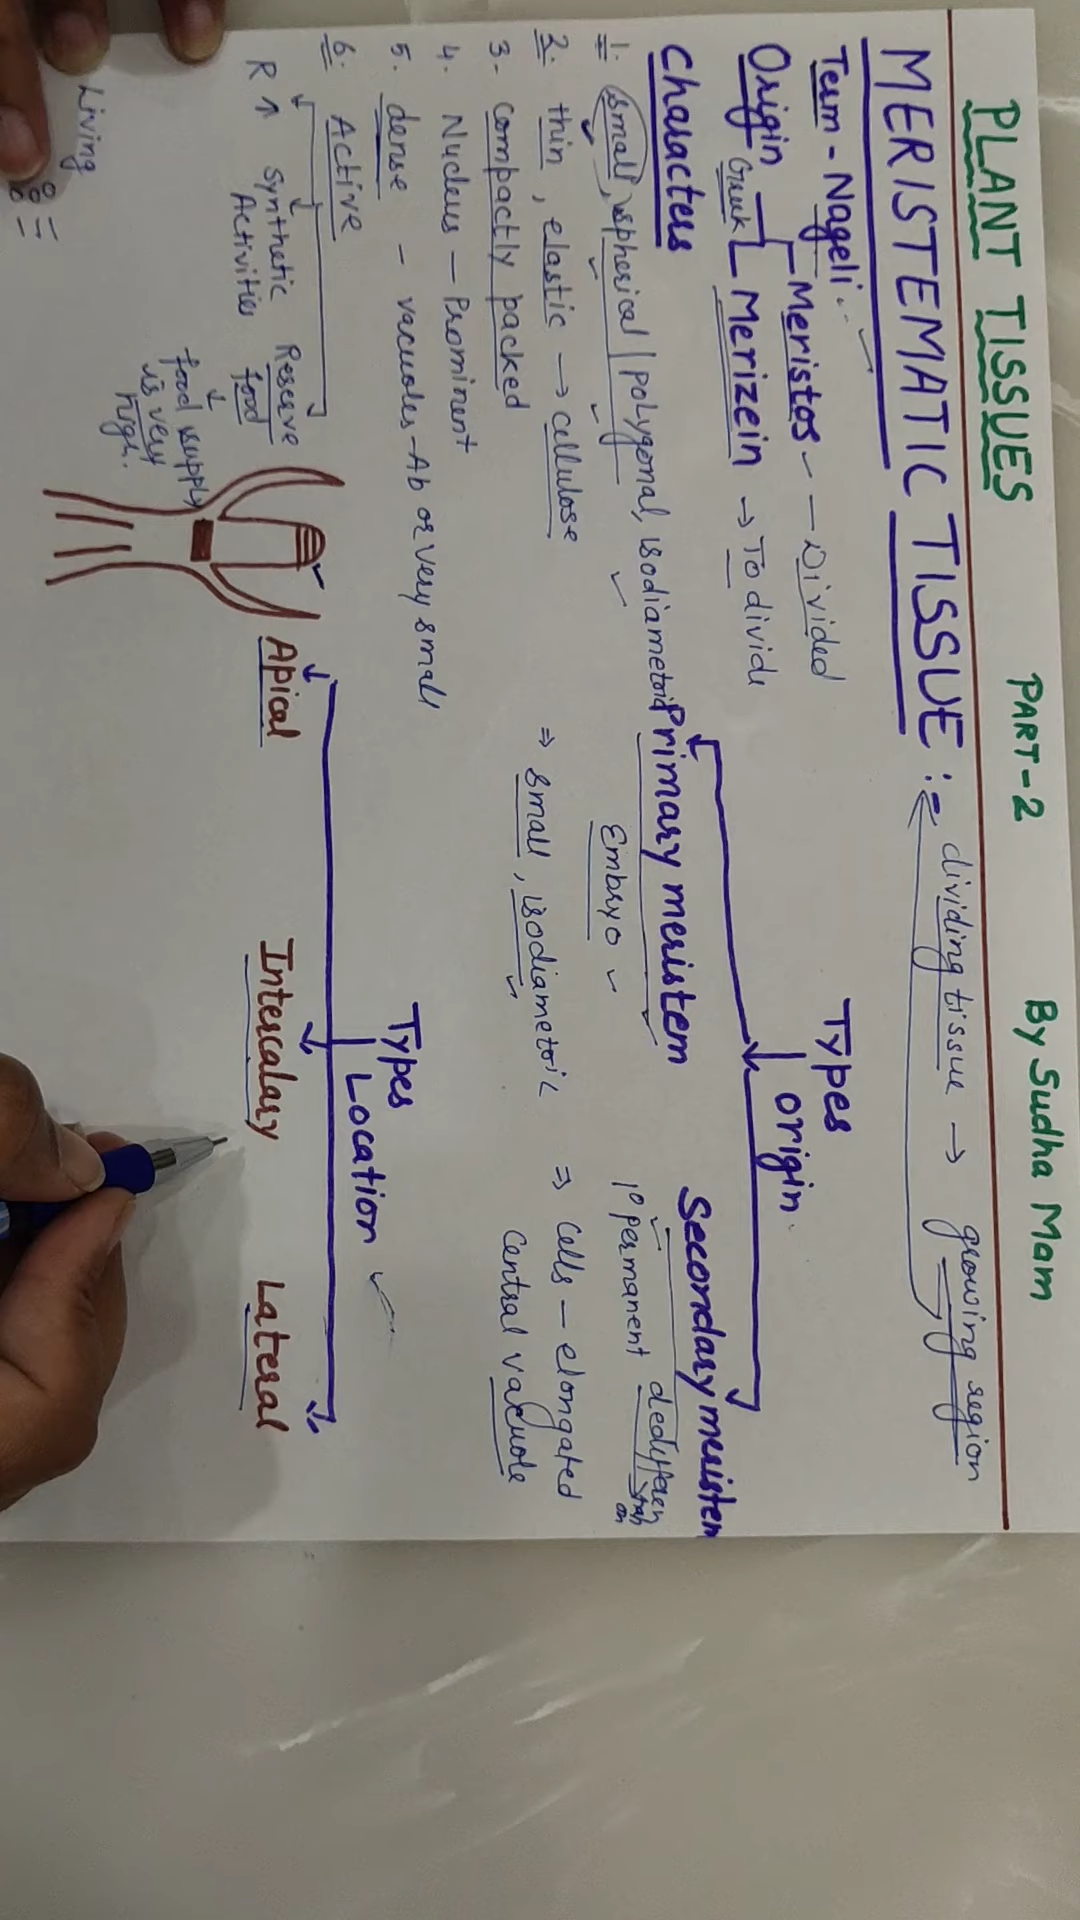 PLANT TISSUES PART-2 By Sudha Mam
MERISTEMATIC TISSUE :- dividing tissue → growing region
Term - Nageli..
Origin Meristos - - Divided
Greek Merizein → To divide
Characters
1. small, spherical / polygonal, isodiametric
2. thin, elastic → cellulose
3. compactly packed
4. Nucleus - Prominent
5. dense - vacuoles - Ab or very small
6. Active
R ↑ synthetic Activities Reserve food
↓
food supply
is very
high.
Living
Types
origin
Primary meristem Secondary meristem
Embryo 1° permanent
⇒ small, isodiametric ⇒ cells - elongated
Central vacuole
Types
Location
Apical Intercalary Lateral